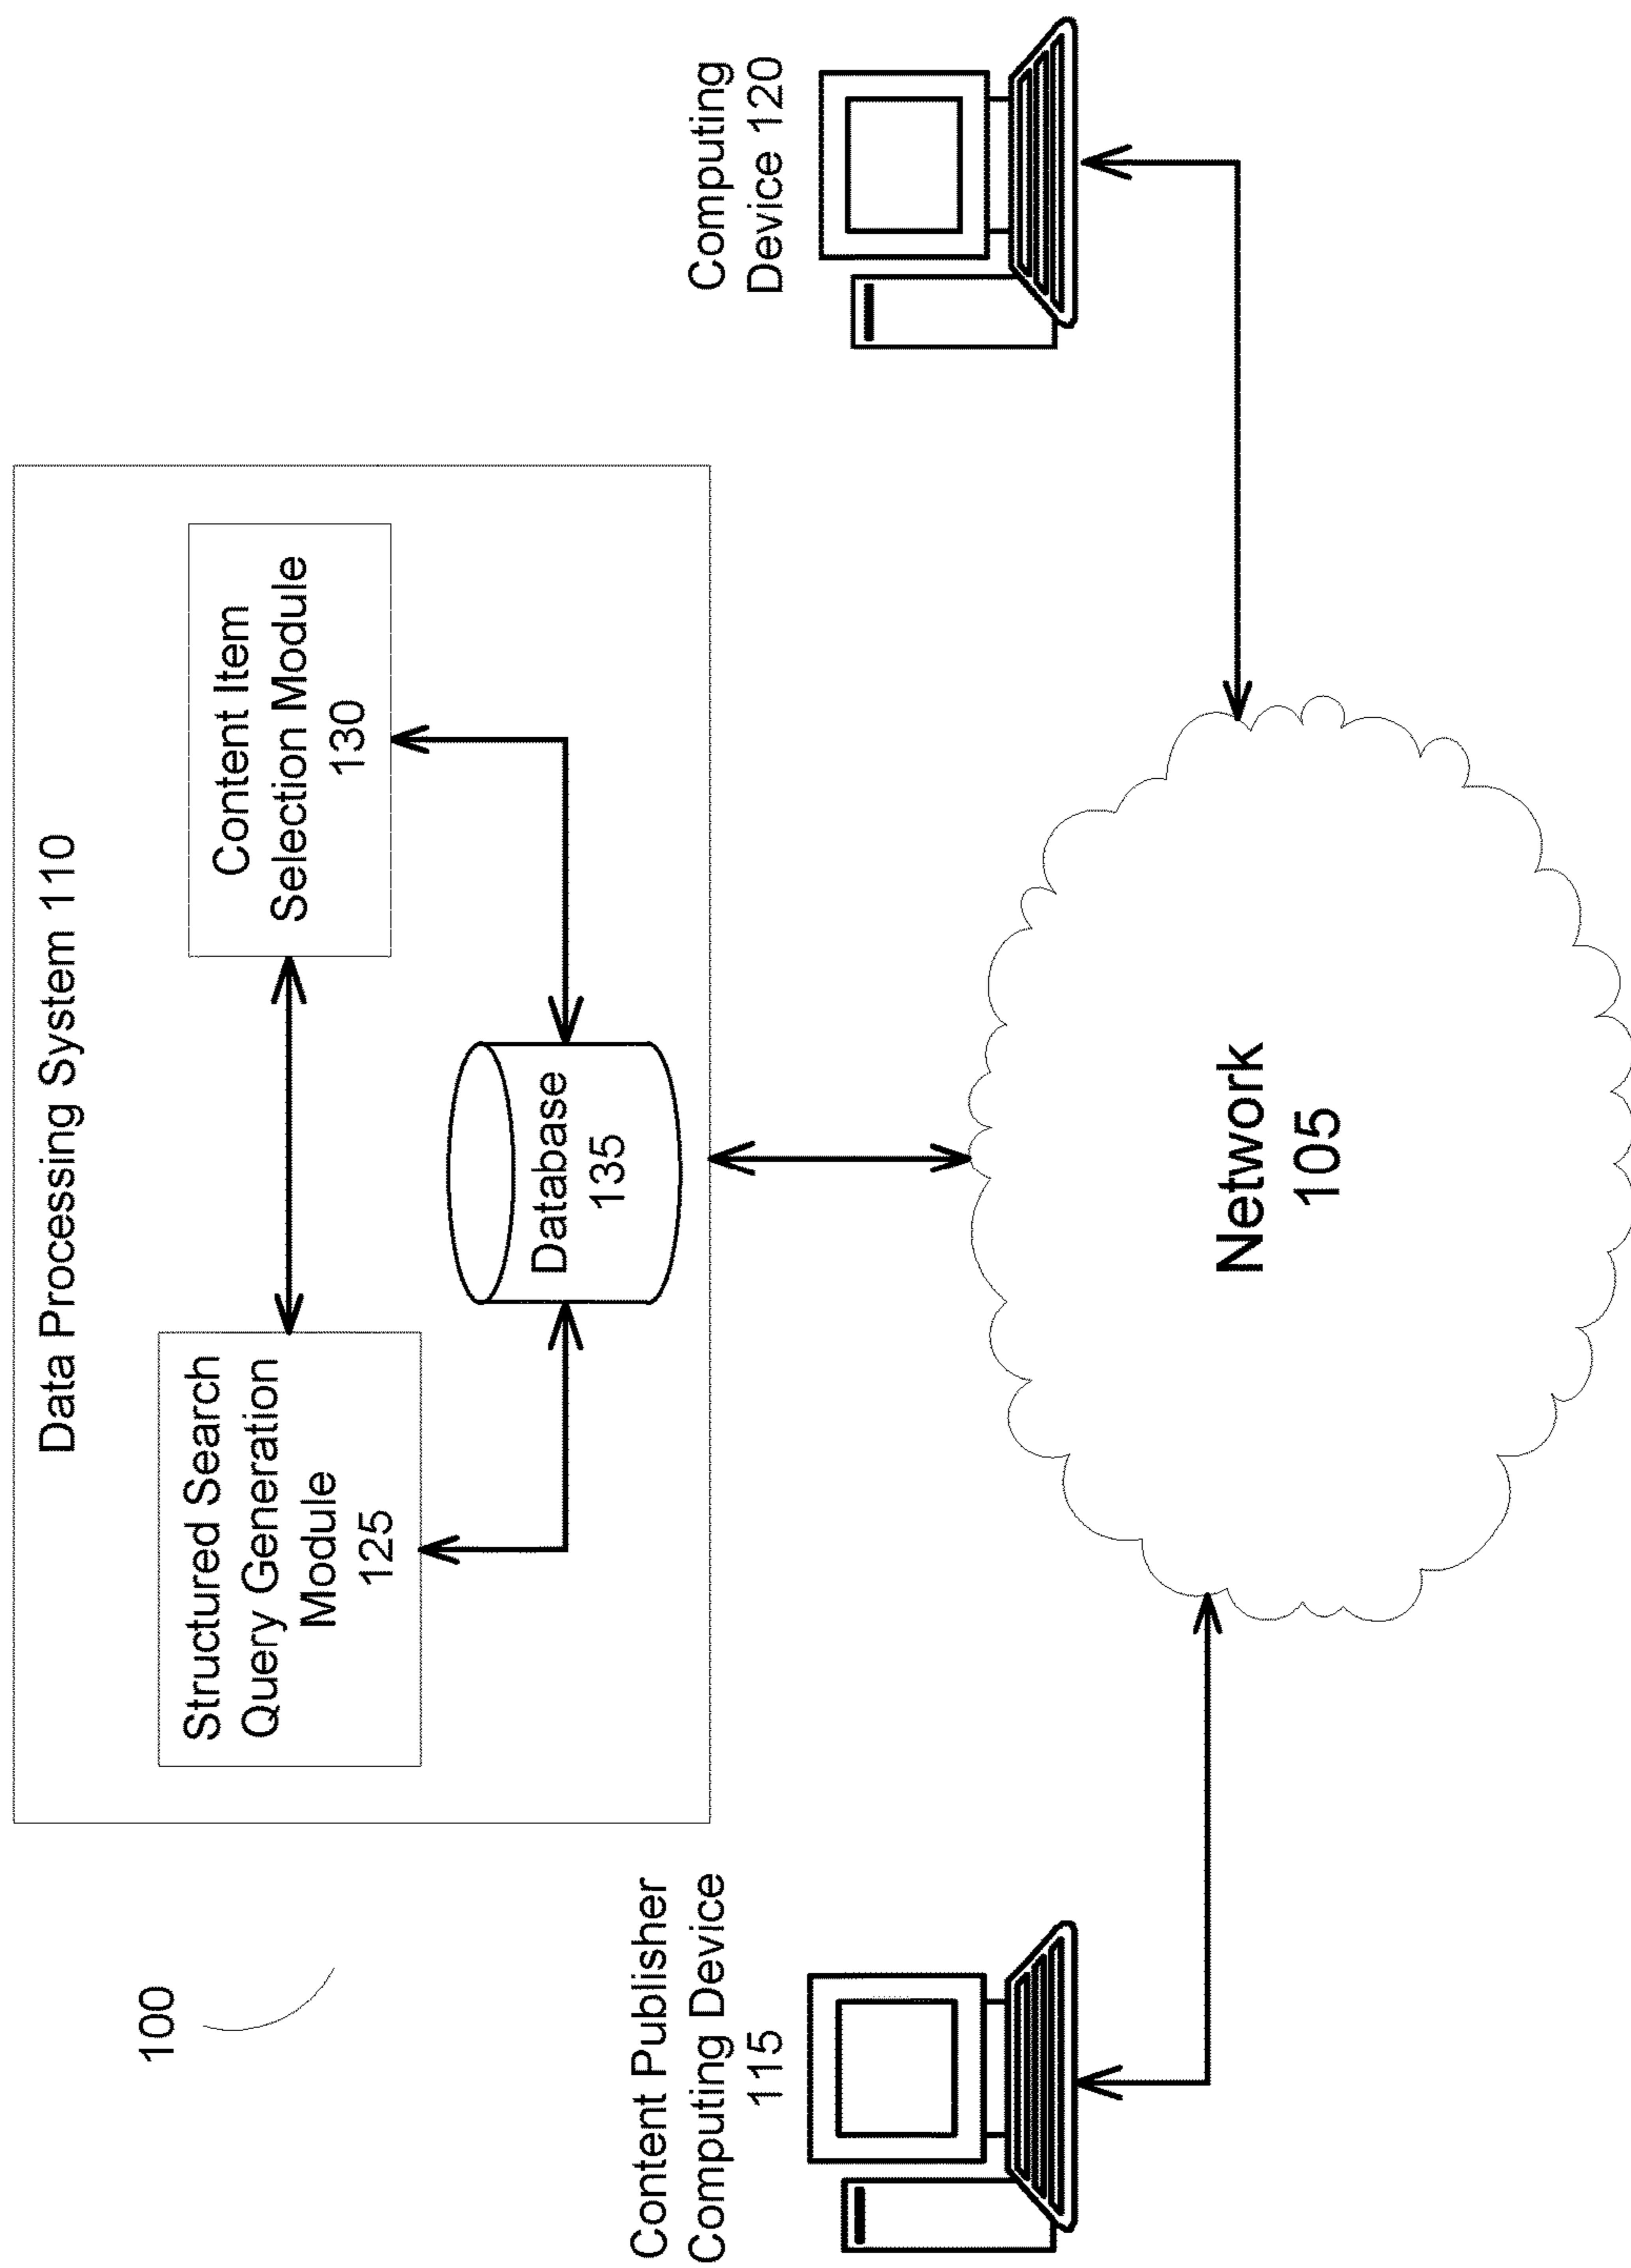 100
Data Processing System 110
Structured Search
Query Generation
Module
125
Content Item
Selection Module
130
Database
135
Content Publisher
Computing Device
115
Computing
Device 120
Network
105